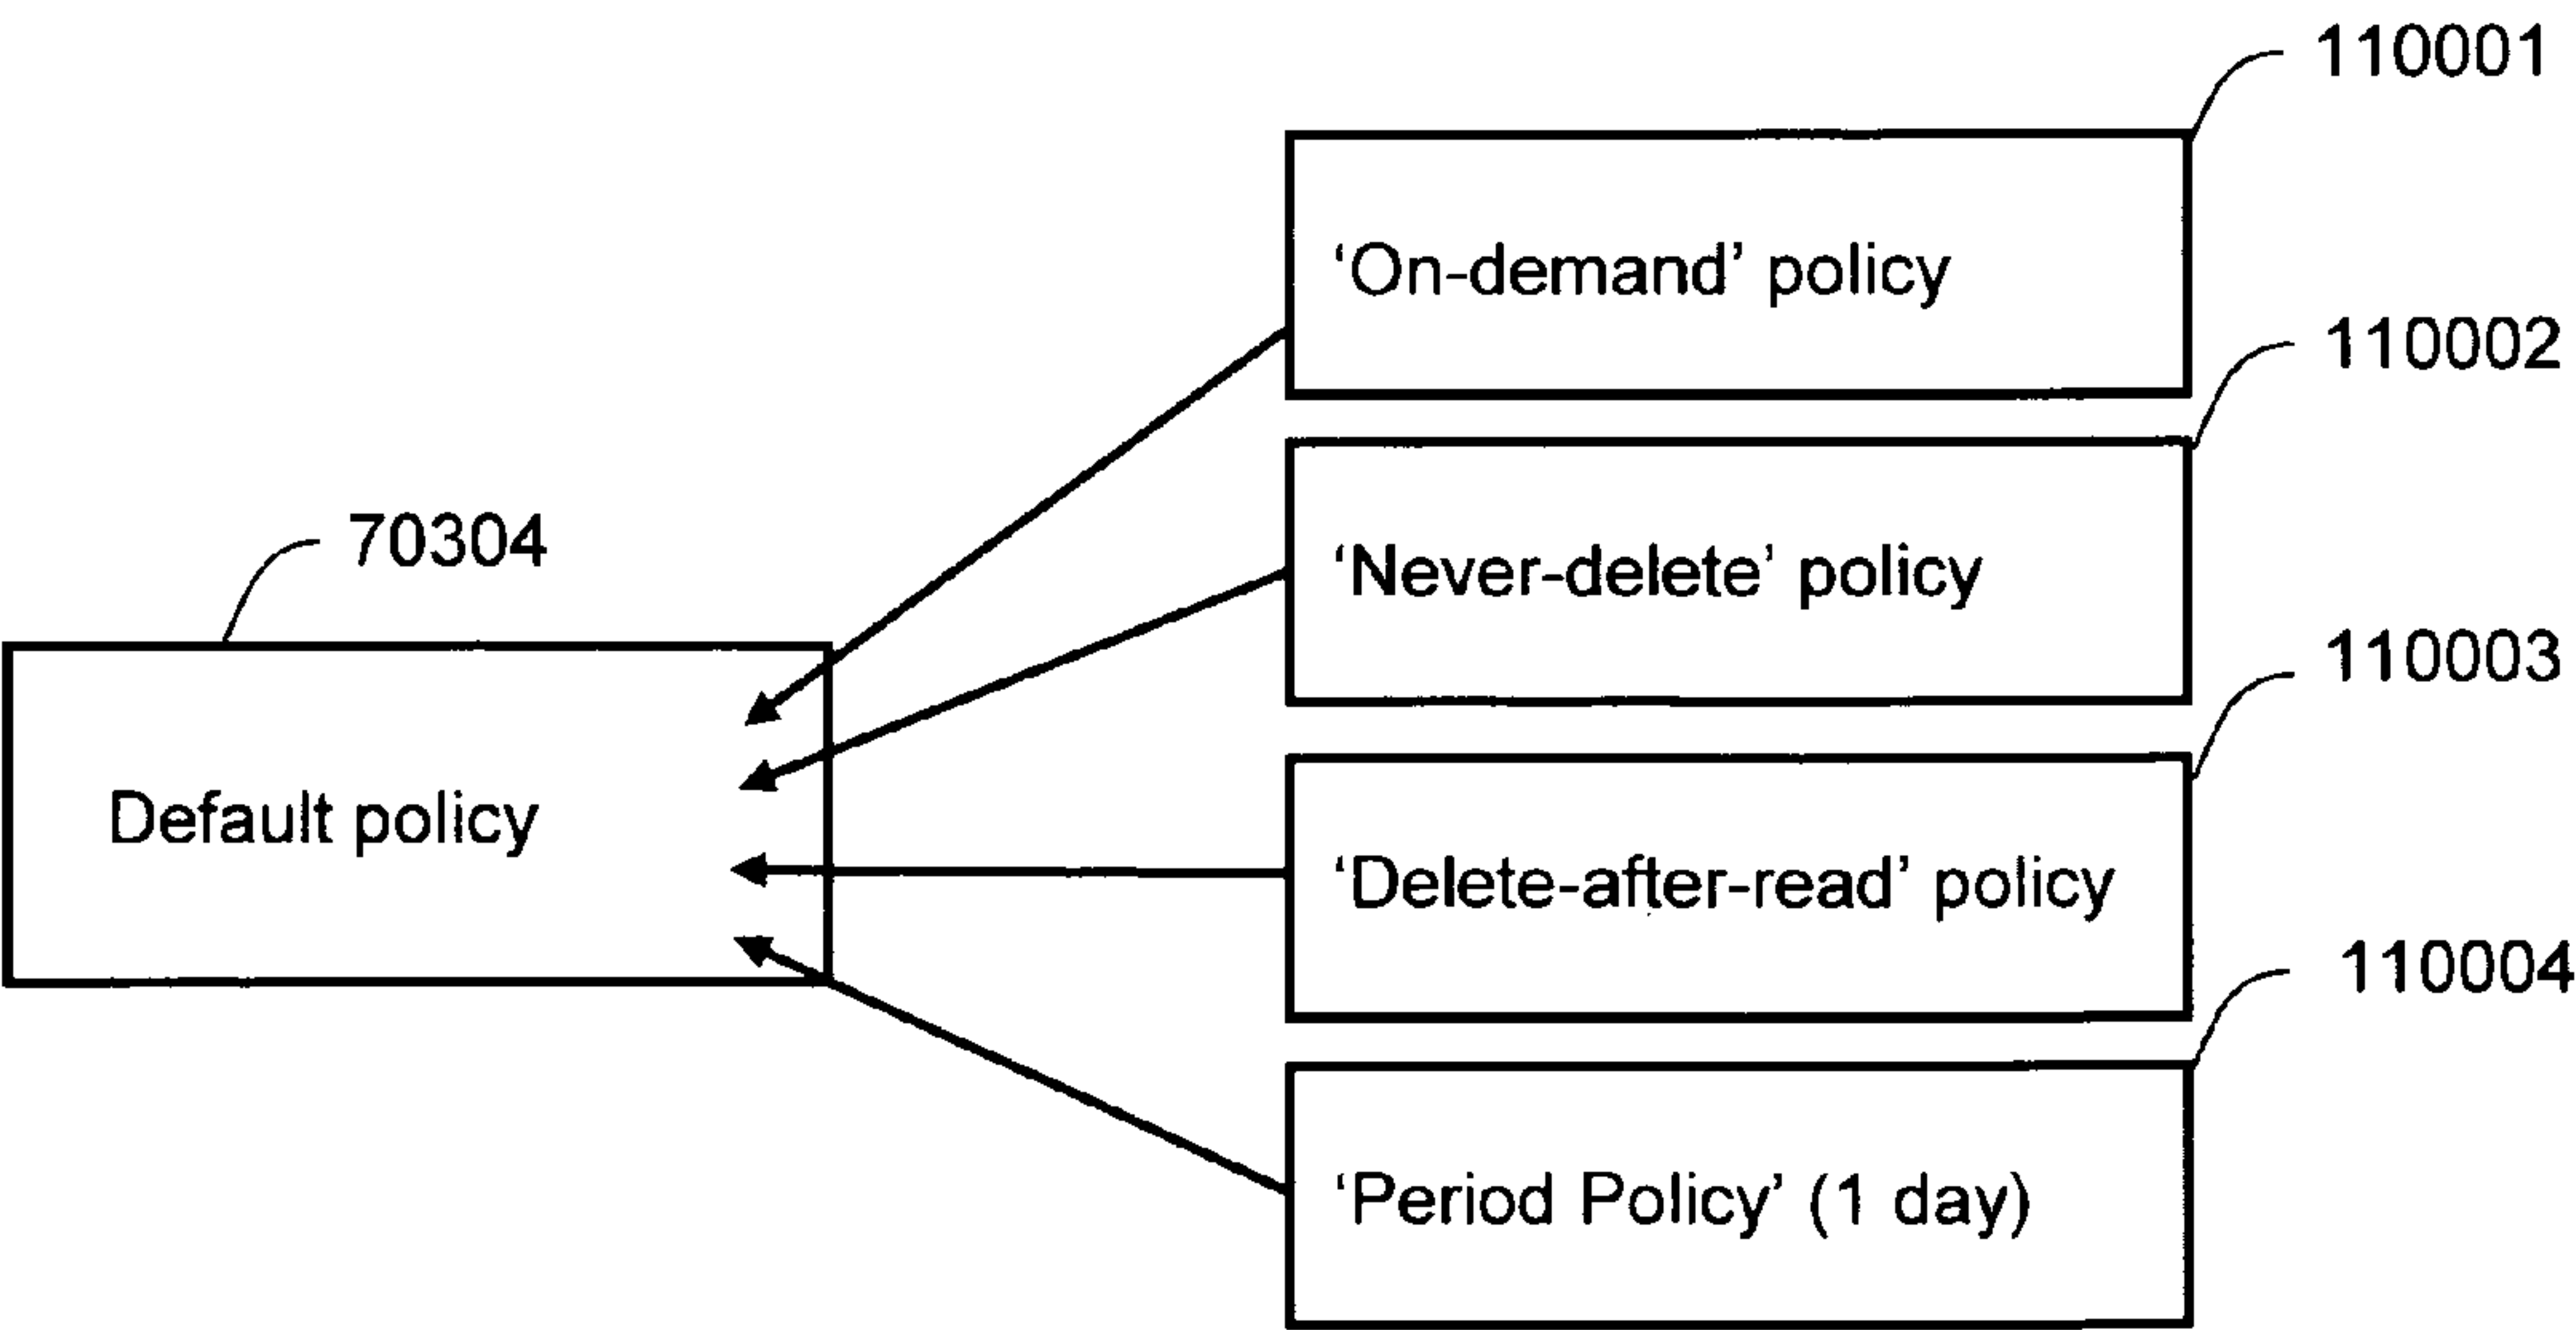 110001
‘On-demand’ policy
110002
‘Never-delete’ policy
70304
110003
Default policy
‘Delete-after-read’ policy
110004
‘Period Policy’ (1 day)